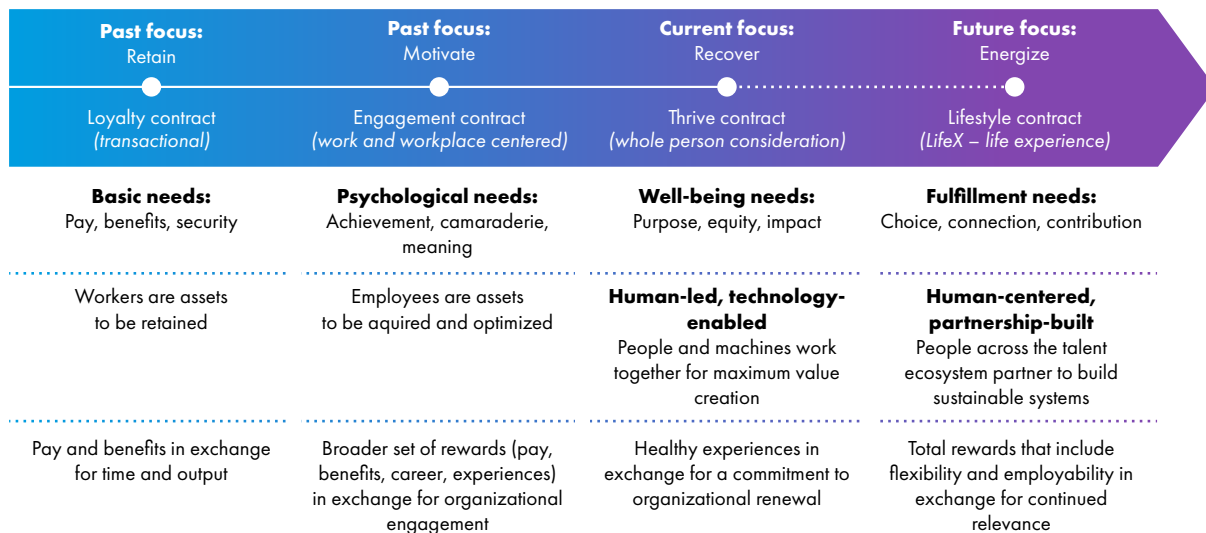 Past focus:
Retain
Loyalty contract
(transactional)
Past focus:
Motivate
Engagement contract
(work and workplace centered)
Current focus:
Recover
Thrive contract
(whole person consideration)
Future focus:
Energize
Lifestyle contract
(LifeX – life experience)
Basic needs:
Pay, benefits, security
Psychological needs:
Achievement, camaraderie,
meaning
Well-being needs:
Purpose, equity, impact
Fulfillment needs:
Choice, connection, contribution
Workers are assets
to be retained
Employees are assets
to be aquired and optimized
Human-led, technology-
enabled
People and machines work
together for maximum value
creation
Human-centered,
partnership-built
People across the talent
ecosystem partner to build
sustainable systems
Pay and benefits in exchange
for time and output
Broader set of rewards (pay,
benefits, career, experiences)
in exchange for organizational
engagement
Healthy experiences in
exchange for a commitment to
organizational renewal
Total rewards that include
flexibility and employability in
exchange for continued
relevance